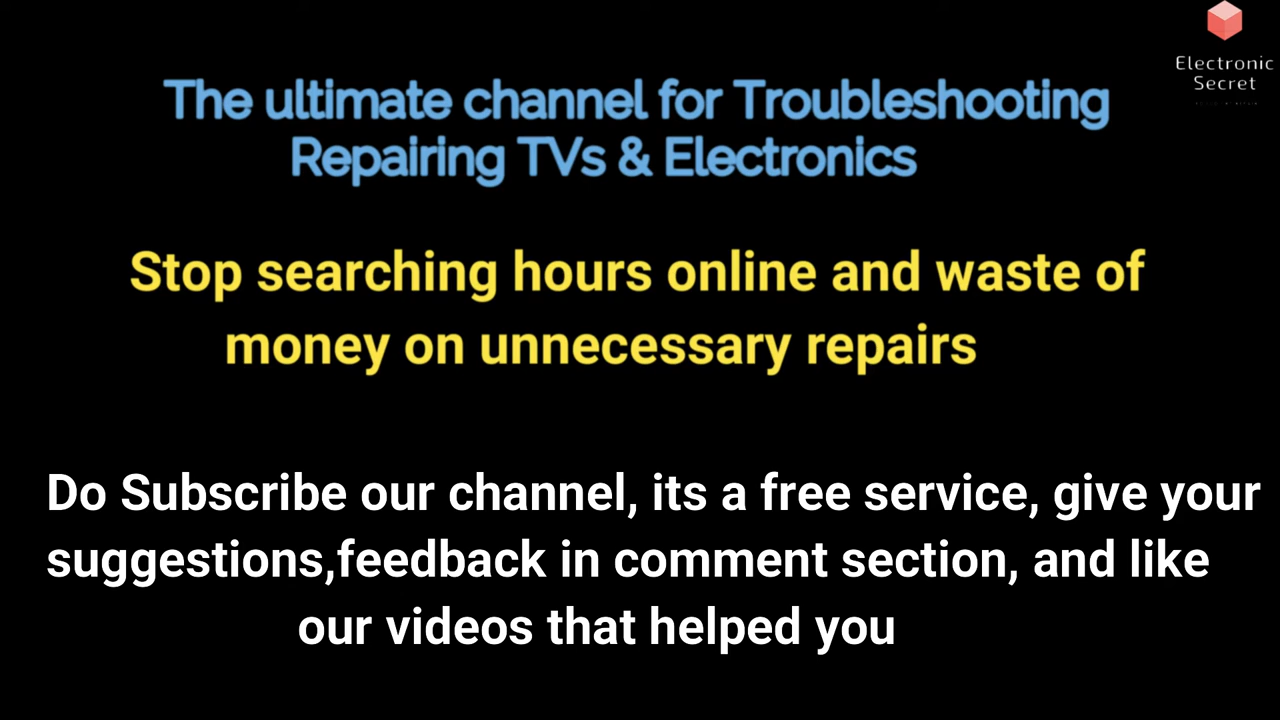 Electronic
Secret
The ultimate channel for Troubleshooting
Repairing TVs & Electronics
Stop searching hours online and waste of
money on unnecessary repairs
Do Subscribe our channel, its a free service, give your
suggestions,feedback in comment section, and like
our videos that helped you